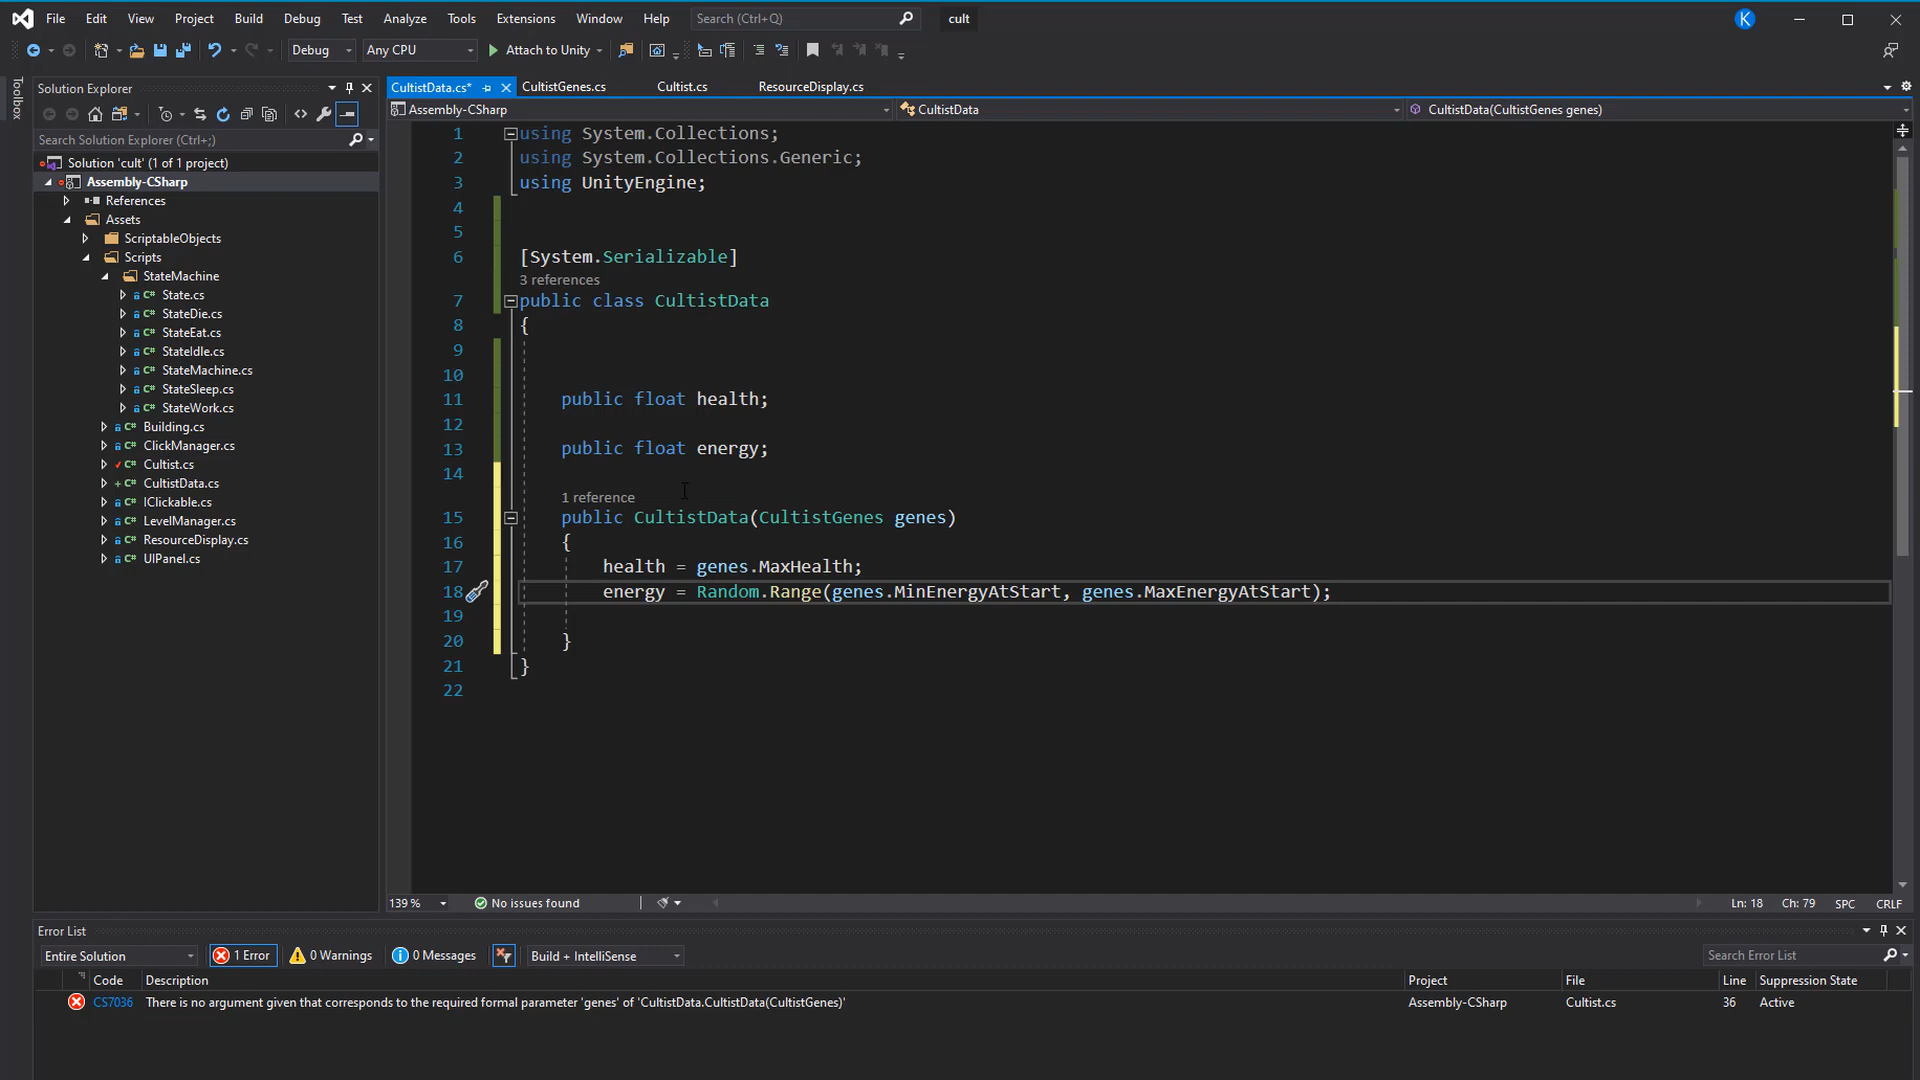 File Edit View Project Build Debug Test Analyze Tools Extensions Window Help Search (Ctrl+Q) cult K
Debug Any CPU Attach to Unity
Toolbox
Solution Explorer
Search Solution Explorer (Ctrl+;)
Solution 'cult' (1 of 1 project)
Assembly-CSharp
References
Assets
ScriptableObjects
Scripts
StateMachine
C# State.cs
C# StateDie.cs
C# StateEat.cs
C# StateIdle.cs
C# StateMachine.cs
C# StateSleep.cs
C# StateWork.cs
C# Building.cs
C# ClickManager.cs
C# Cultist.cs
C# CultistData.cs
C# IClickable.cs
C# LevelManager.cs
C# ResourceDisplay.cs
C# UIPanel.cs
CultistData.cs* CultistGenes.cs Cultist.cs ResourceDisplay.cs
Assembly-CSharp CultistData CultistData(CultistGenes genes)
1 using System.Collections;
2 using System.Collections.Generic;
3 using UnityEngine;
4
5
6 [System.Serializable]
3 references
7 public class CultistData
8 {
9
10
11 public float health;
12
13 public float energy;
14
1 reference
15 public CultistData(CultistGenes genes)
16 {
17 health = genes.MaxHealth;
18 energy = Random.Range(genes.MinEnergyAtStart, genes.MaxEnergyAtStart);
19
20 }
21 }
22
139 % No issues found Ln: 18 Ch: 79 SPC CRLF
Error List
Entire Solution 1 Error 0 Warnings 0 Messages Build + IntelliSense Search Error List
Code Description Project File Line Suppression State
CS7036 There is no argument given that corresponds to the required formal parameter 'genes' of 'CultistData.CultistData(CultistGenes)' Assembly-CSharp Cultist.cs 36 Active